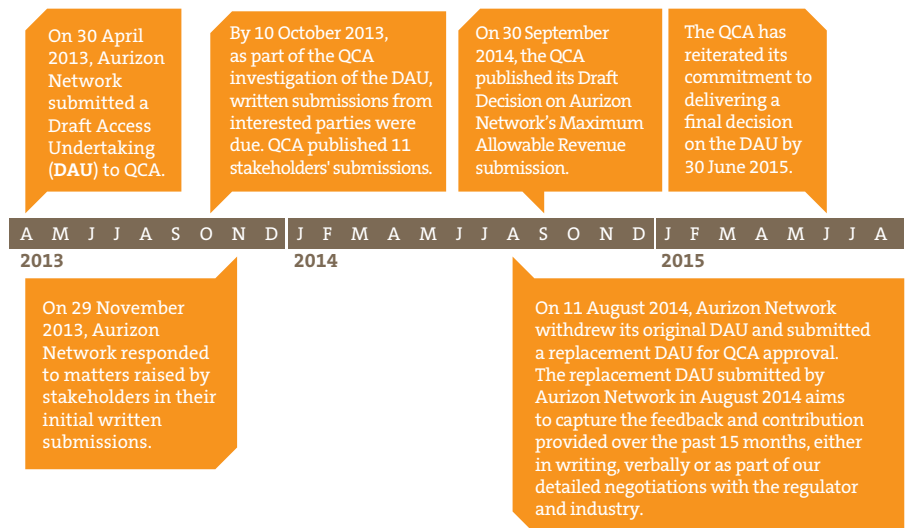 On 30 April
2013, Aurizon
Network
submitted a
Draft Access
Undertaking
(DAU) to QCA.
By 10 October 2013,
as part of the QCA
investigation of the DAU,
written submissions from
interested parties were
due. QCA published 11
stakeholders' submissions.
On 30 September
2014, the QCA
published its Draft
Decision on Aurizon
Network's Maximum
Allowable Revenue
submission.
The QCA has
reiterated its
commitment to
delivering a
final decision
on the DAU by
30 June 2015.
A M J J A S O N D J F M A M J J A S O N D J F M A M J J A
2013 2014 2015
On 29 November
2013, Aurizon
Network responded
to matters raised by
stakeholders in their
initial written
submissions.
On 11 August 2014, Aurizon Network
withdrew its original DAU and submitted
a replacement DAU for QCA approval.
The replacement DAU submitted by
Aurizon Network in August 2014 aims
to capture the feedback and contribution
provided over the past 15 months, either
in writing, verbally or as part of our
detailed negotiations with the regulator
and industry.